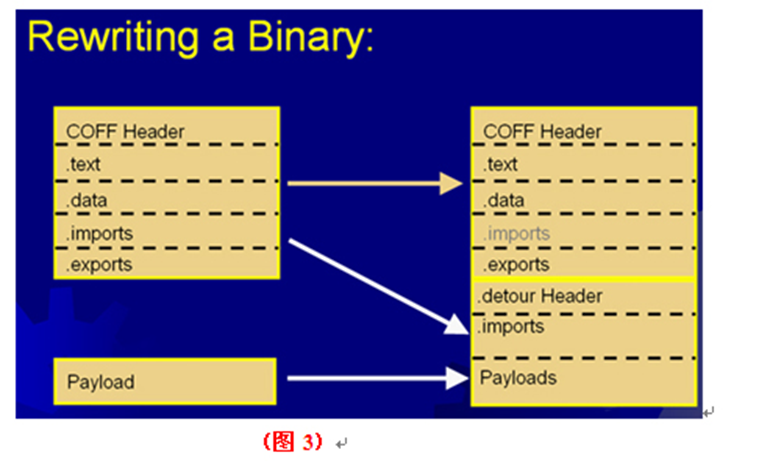 Rewriting a Binary:
COFF Header
.text
.data
.imports
.exports
Payload
COFF Header
.text
.data
.imports
.exports
.detour Header
.imports
Payloads
(图 3)